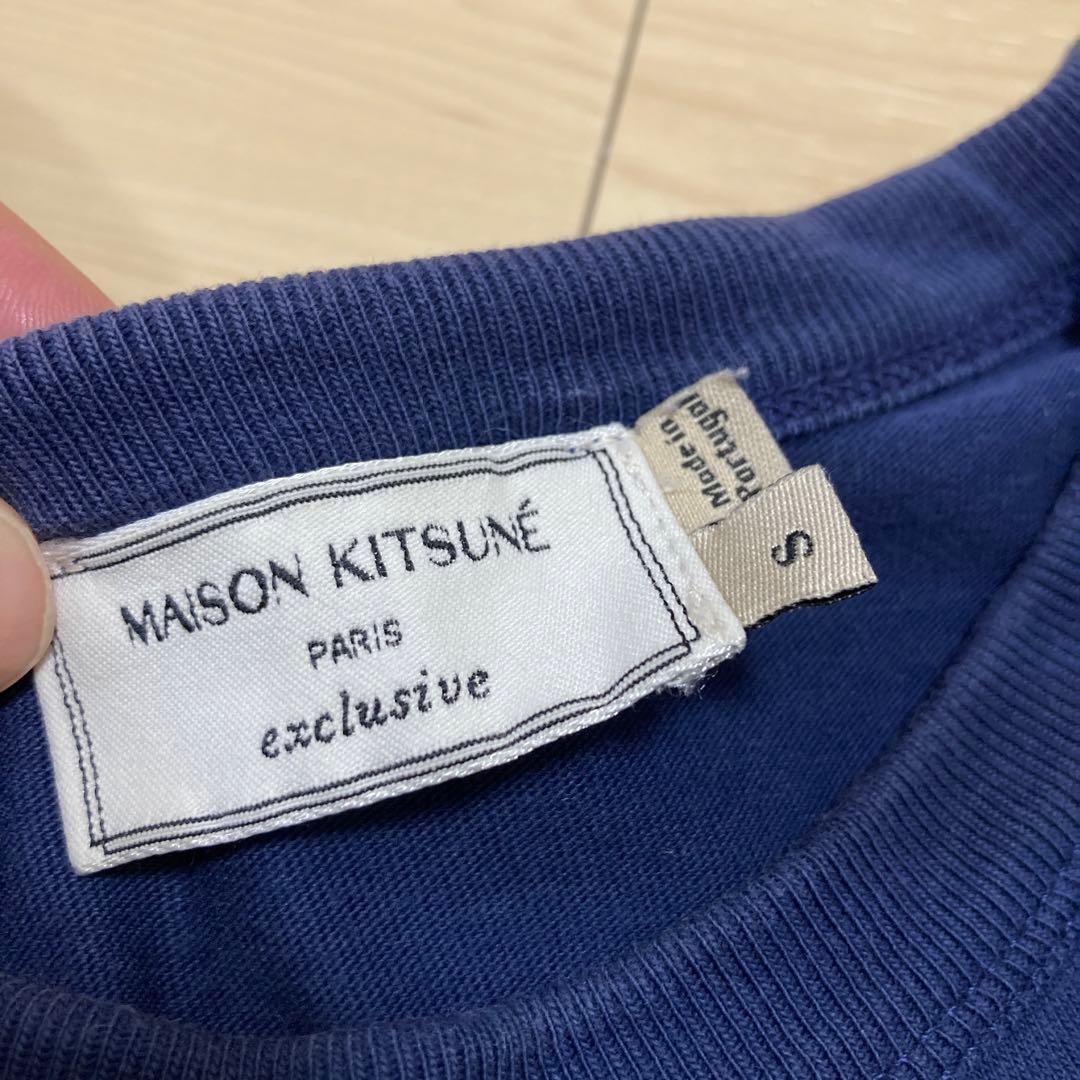 MAISON KITSUNÉ
PARIS
exclusive
Made in
Portugal
S